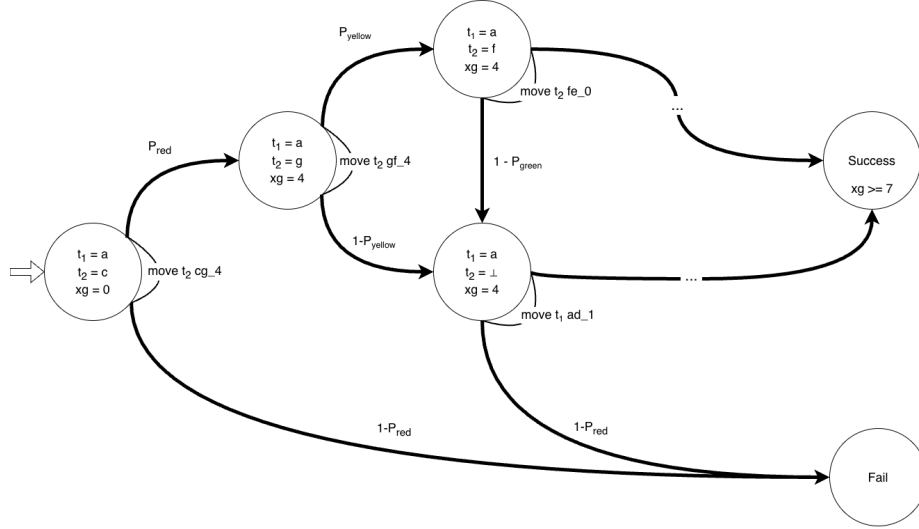 t₁ = a
t₂ = f
xg = 4
move t₂ fe_0
P_yellow
...
1 - P_green
Success
xg >= 7
t₁ = a
t₂ = g
xg = 4
move t₂ gf_4
P_red
1-P_yellow
t₁ = a
t₂ = c
xg = 0
move t₂ cg_4
t₁ = a
t₂ = ⊥
xg = 4
move t₁ ad_1
...
1-P_red
1-P_red
Fail